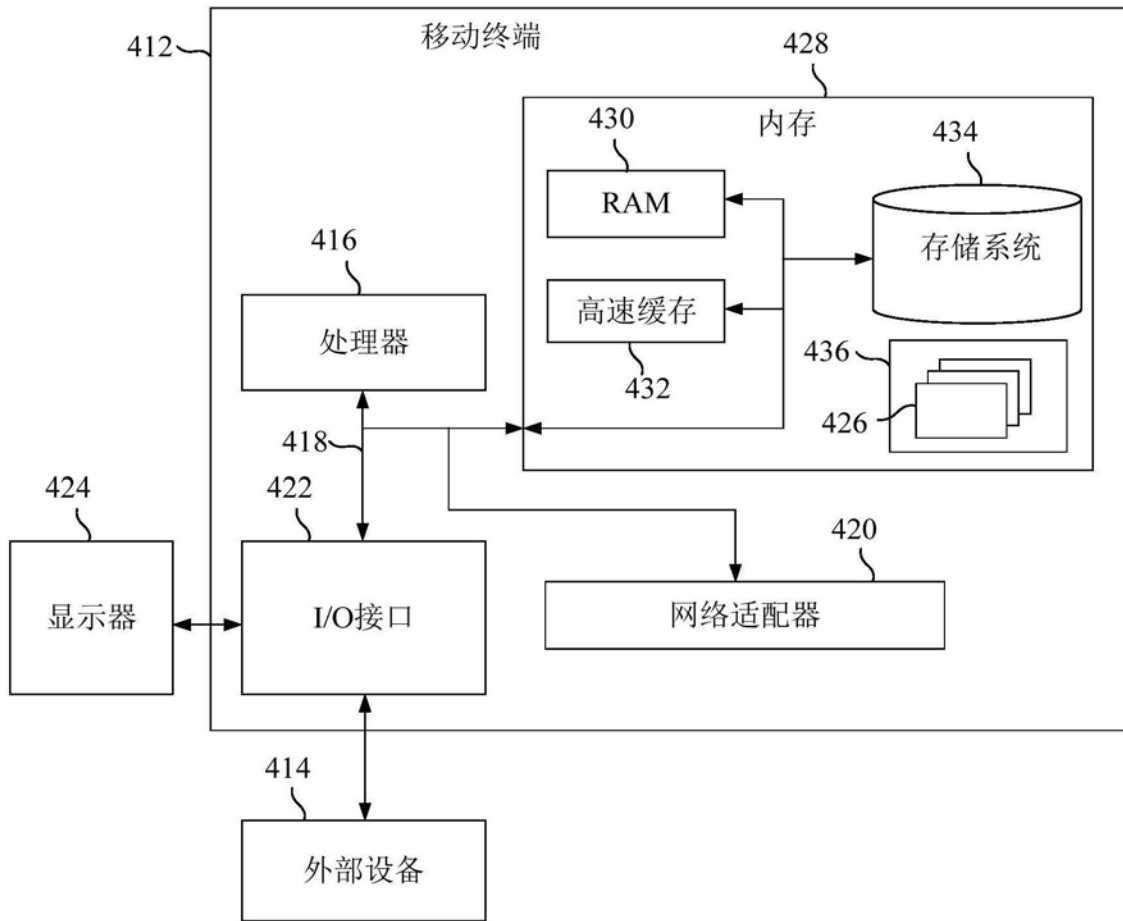 412
移动终端
428
内存
430
RAM
434
存储系统
416
处理器
高速缓存
432
436
426
418
424
422
显示器
I/O接口
420
网络适配器
414
外部设备